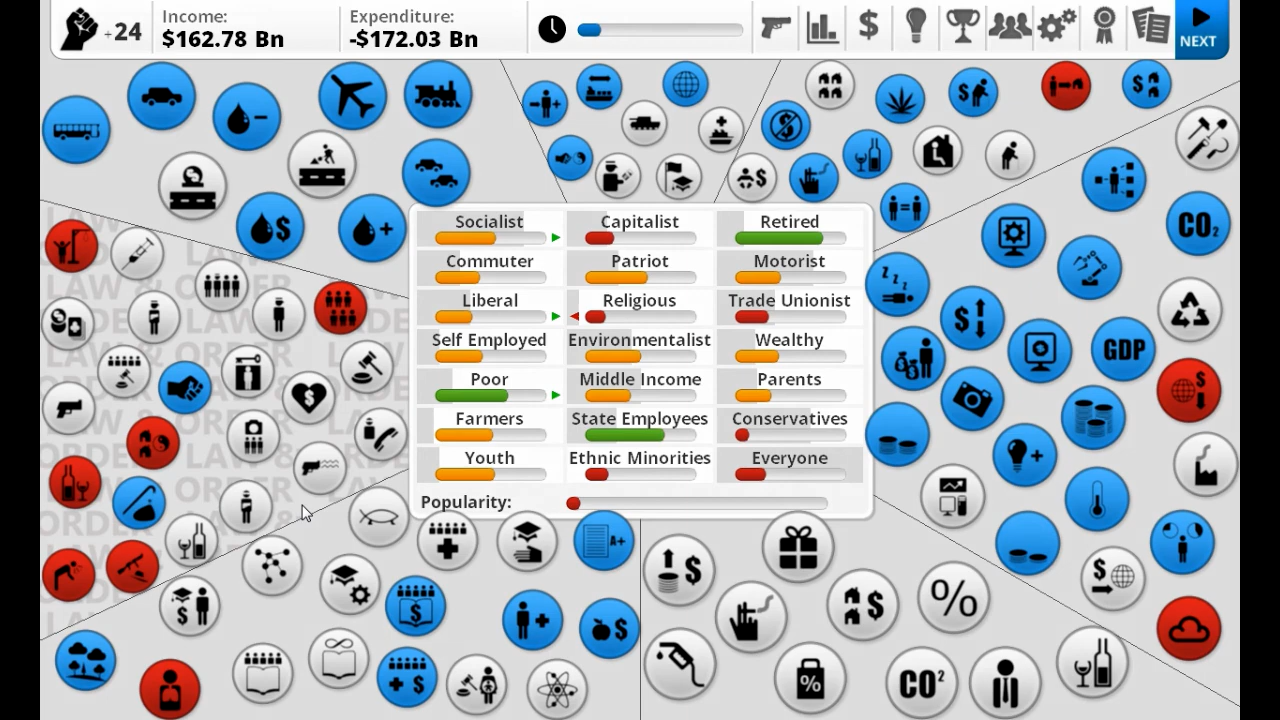 +24
Income:
$162.78 Bn
Expenditure:
-$172.03 Bn
$
NEXT
Socialist
Capitalist
Retired
Commuter
Patriot
Motorist
Liberal
Religious
Trade Unionist
Self Employed
Environmentalist
Wealthy
Poor
Middle Income
Parents
Farmers
State Employees
Conservatives
Youth
Ethnic Minorities
Everyone
Popularity:
LAW & ORDER
CO₂
GDP
A+
%
CO²